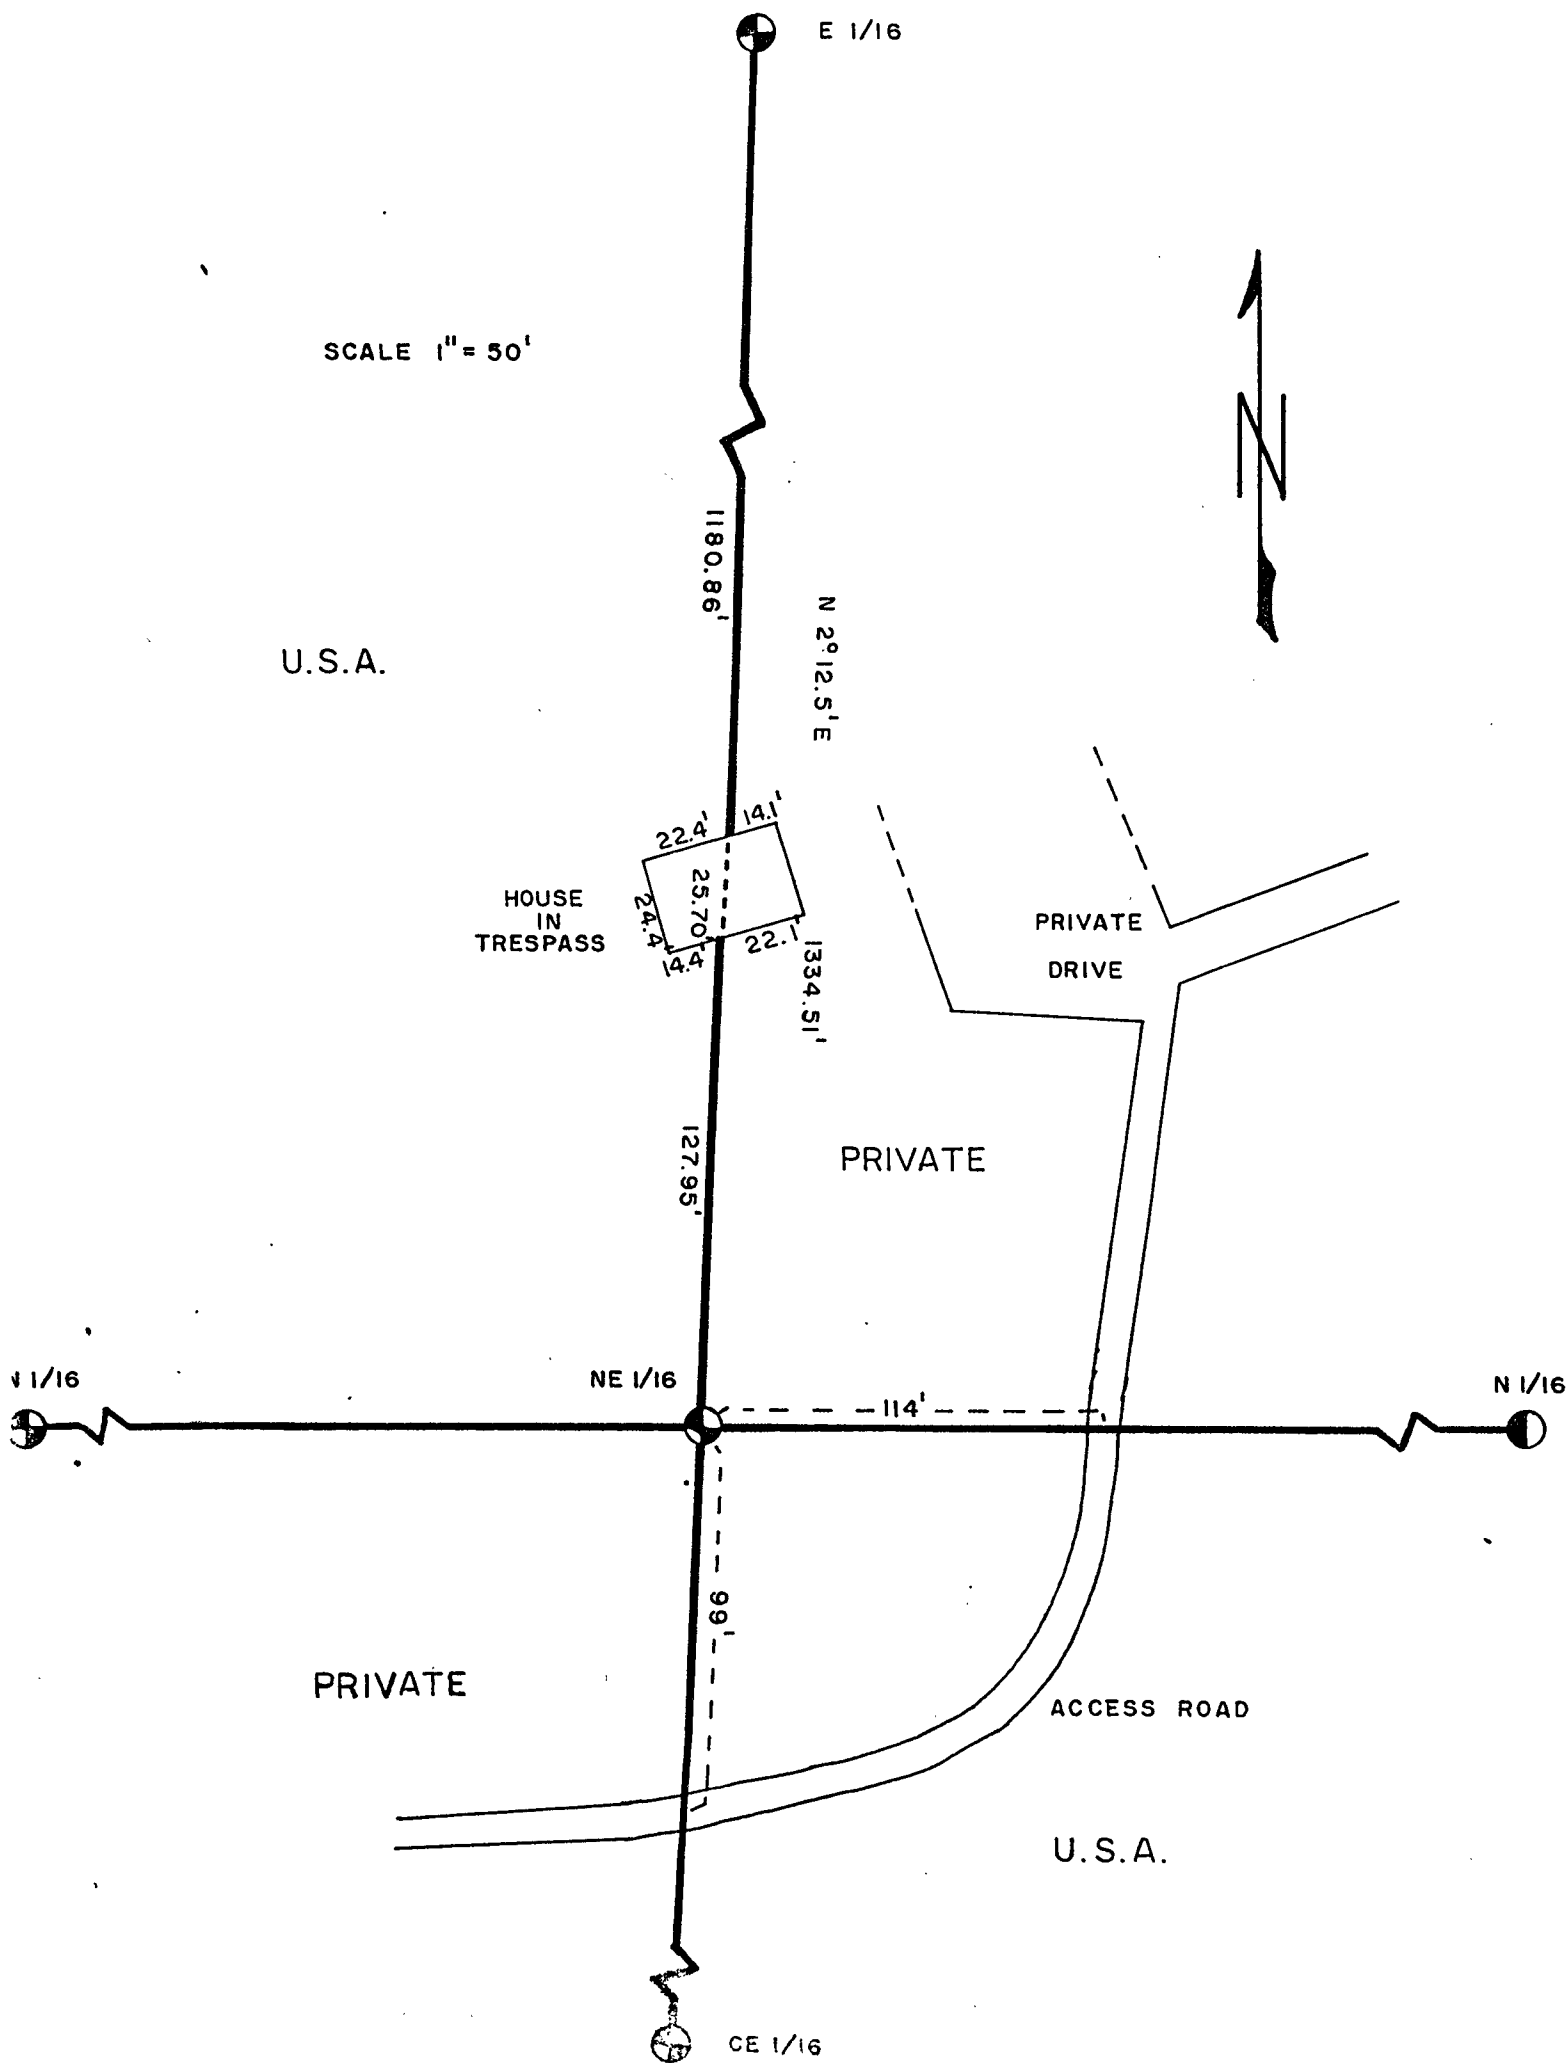 E 1/16
SCALE 1" = 50'
N
1180.86'
N 2°12.5'E
U.S.A.
22.4'
14.1'
25.70'
24.4'
14.4'
22.1'
HOUSE
IN
TRESPASS
1334.51'
PRIVATE
DRIVE
127.95'
PRIVATE
1/16
NE 1/16
114'
N 1/16
99'
PRIVATE
ACCESS ROAD
U.S.A.
CE 1/16